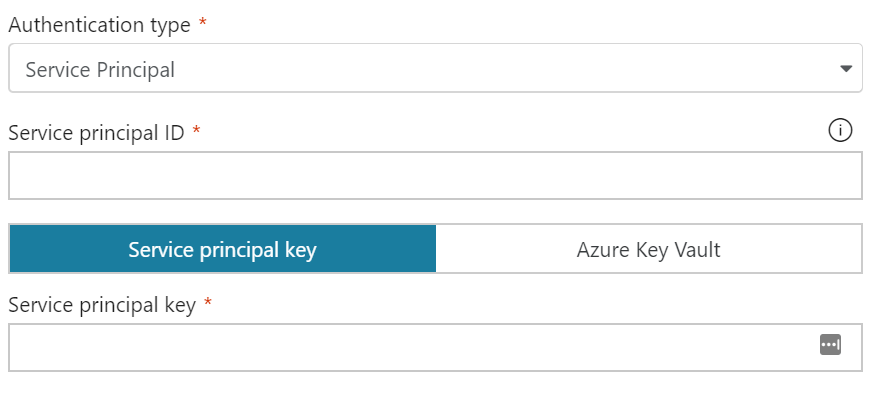 Authentication type *
Service Principal
Service principal ID *
Service principal key
Azure Key Vault
Service principal key *